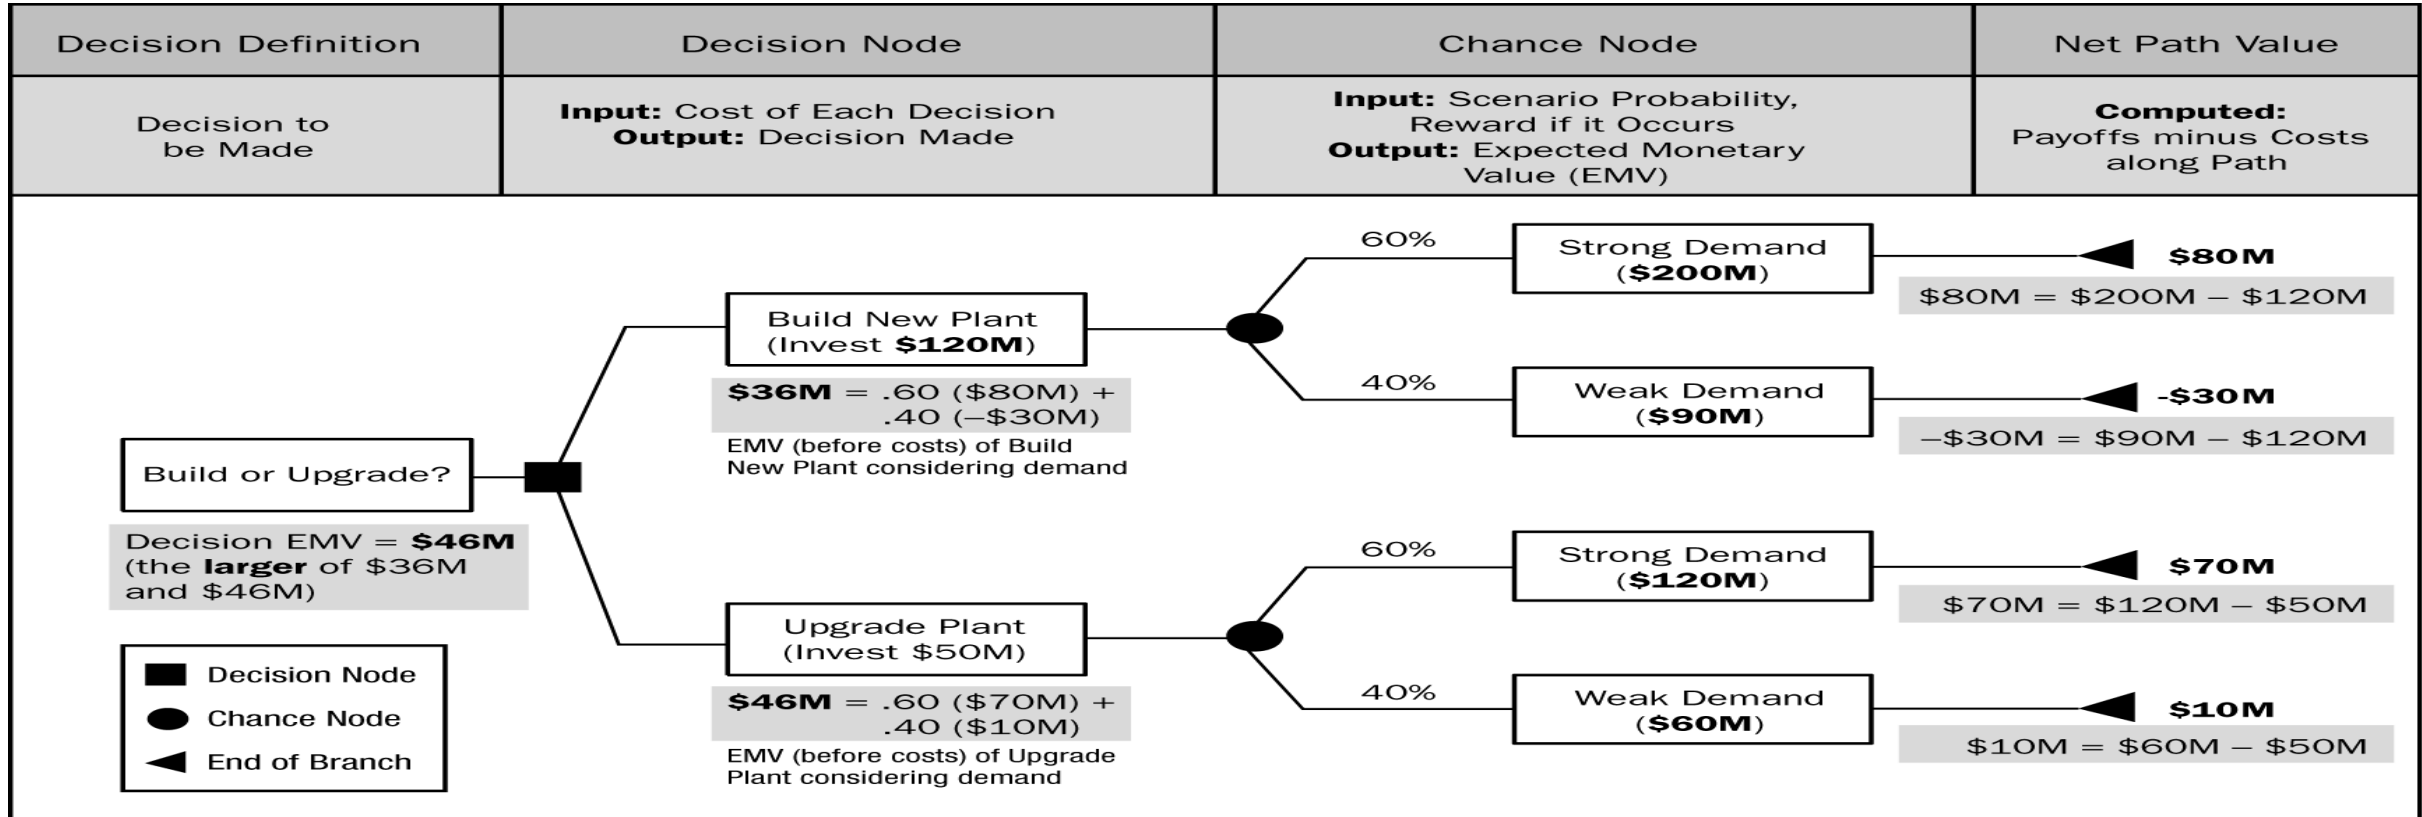 Decision Definition
Decision Node
Chance Node
Net Path Value
Decision to
be Made
Input: Cost of Each Decision
Output: Decision Made
Input: Scenario Probability,
Reward if it Occurs
Output: Expected Monetary
Value (EMV)
Computed:
Payoffs minus Costs
along Path
Build or Upgrade?
Decision EMV = $46M
(the larger of $36M
and $46M)
Build New Plant
(Invest $120M)
$36M = .60 ($80M) +
.40 (–$30M)
EMV (before costs) of Build
New Plant considering demand
60%
Strong Demand
($200M)
$80M
$80M = $200M – $120M
40%
Weak Demand
($90M)
-$30M
–$30M = $90M – $120M
Upgrade Plant
(Invest $50M)
$46M = .60 ($70M) +
.40 ($10M)
EMV (before costs) of Upgrade
Plant considering demand
60%
Strong Demand
($120M)
$70M
$70M = $120M – $50M
40%
Weak Demand
($60M)
$10M
$10M = $60M – $50M
Decision Node
Chance Node
End of Branch